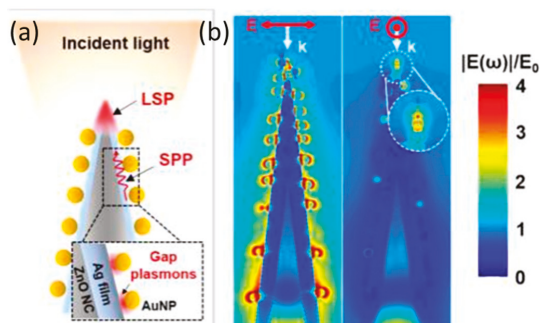 (a)
Incident light
LSP
SPP
Gap
plasmons
Ag film
ZnO NC
AuNP
(b)
E
k
E
k
|E(ω)|/E₀
4
3
2
1
0